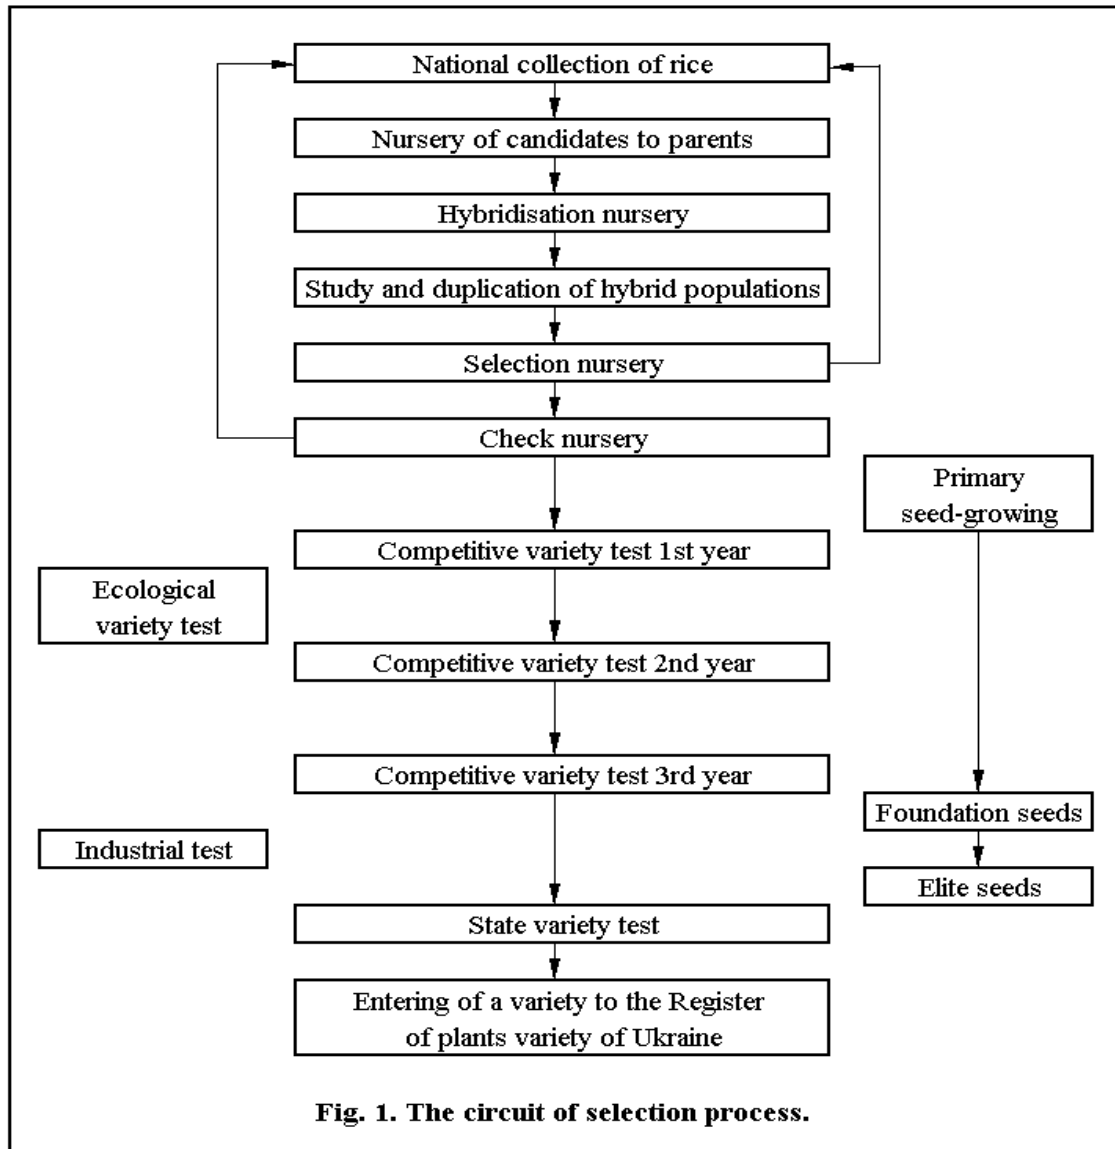 National collection of rice
Nursery of candidates to parents
Hybridisation nursery
Study and duplication of hybrid populations
Selection nursery
Check nursery
Primary
seed-growing
Competitive variety test 1st year
Ecological
variety test
Competitive variety test 2nd year
Competitive variety test 3rd year
Foundation seeds
Industrial test
Elite seeds
State variety test
Entering of a variety to the Register
of plants variety of Ukraine
Fig. 1. The circuit of selection process.